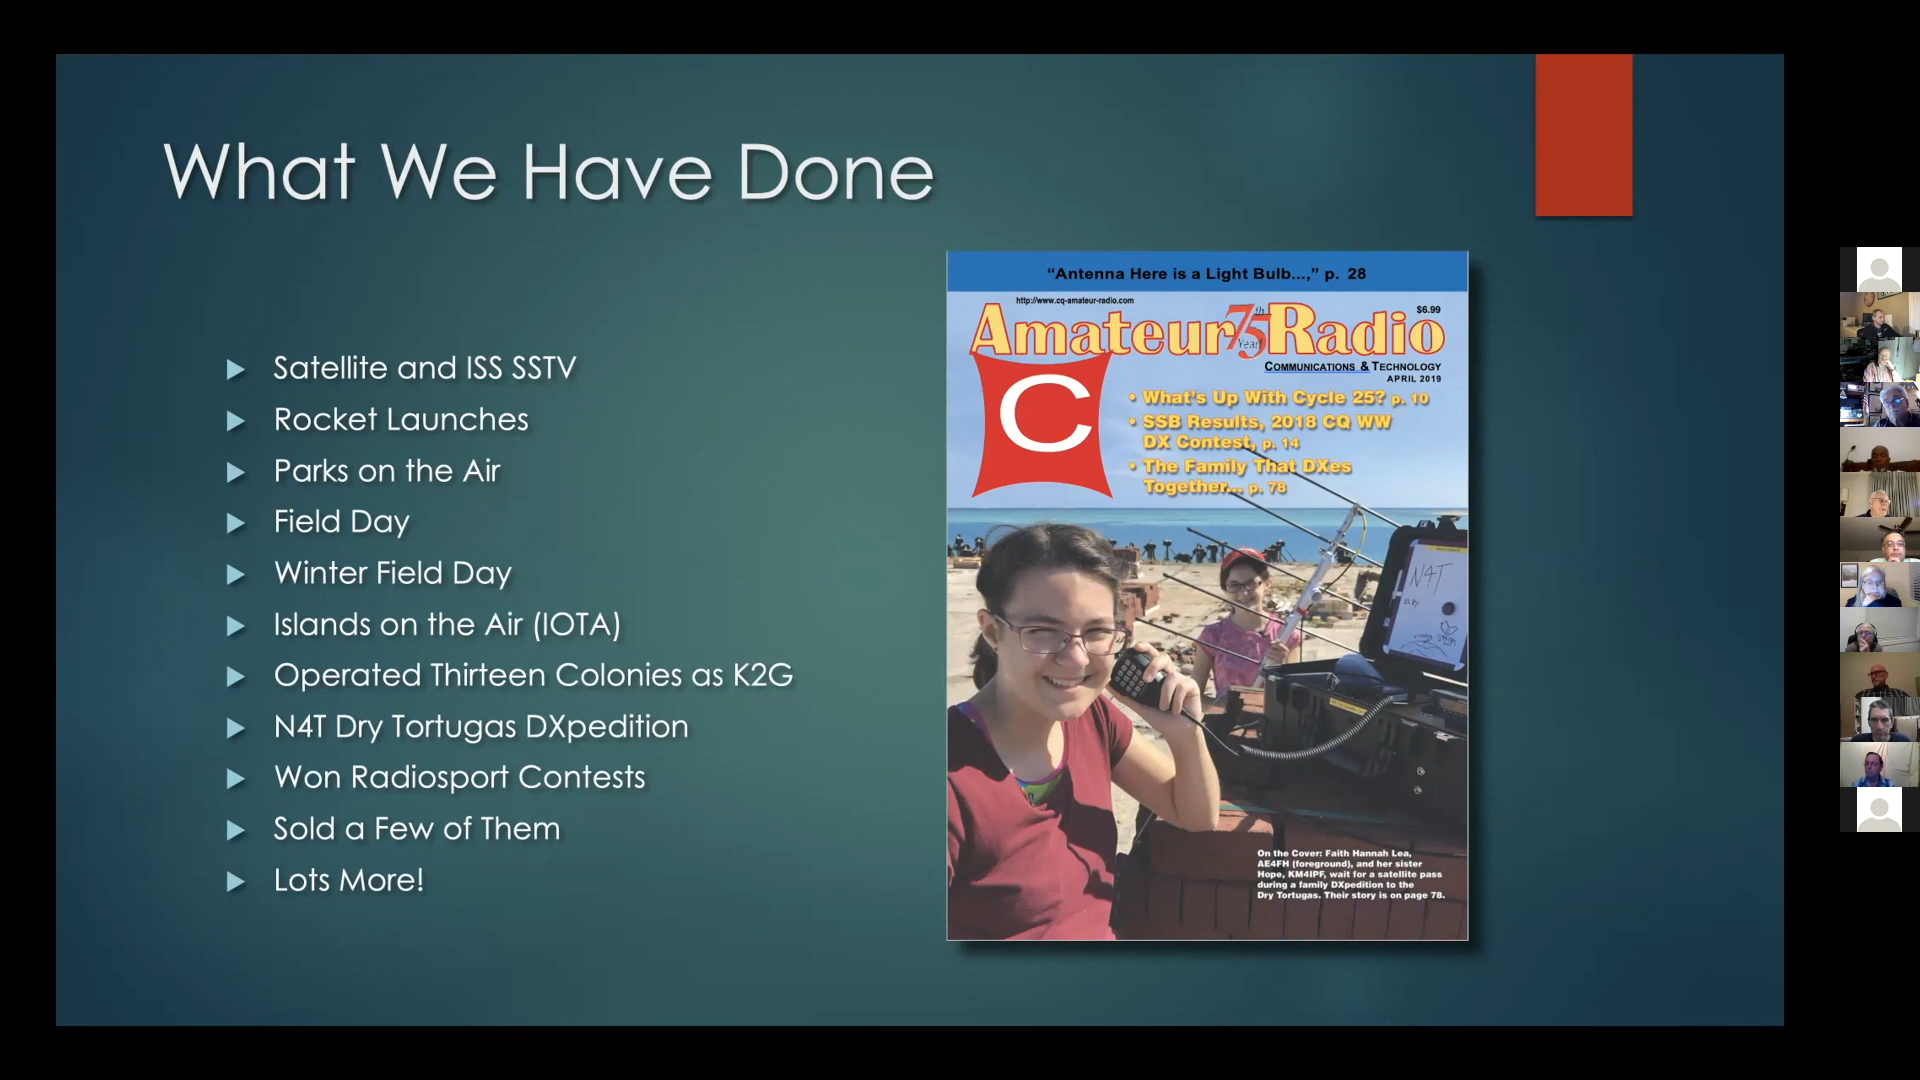 What We Have Done
Satellite and ISS SSTV
Rocket Launches
Parks on the Air
Field Day
Winter Field Day
Islands on the Air (IOTA)
Operated Thirteen Colonies as K2G
N4T Dry Tortugas DXpedition
Won Radiosport Contests
Sold a Few of Them
Lots More!
“Antenna Here is a Light Bulb...,” p. 28
http://www.cq-amateur-radio.com
$6.99
Amateur 75th Year Radio
COMMUNICATIONS & TECHNOLOGY
APRIL 2019
C
• What's Up With Cycle 25? p. 10
• SSB Results, 2018 CQ WW
DX Contest, p. 14
• The Family That DXes
Together... p. 78
N4T
On the Cover: Faith Hannah Lea,
AE4FH (foreground), and her sister
Hope, KM4IPF, wait for a satellite pass
during a family DXpedition to the
Dry Tortugas. Their story is on page 78.